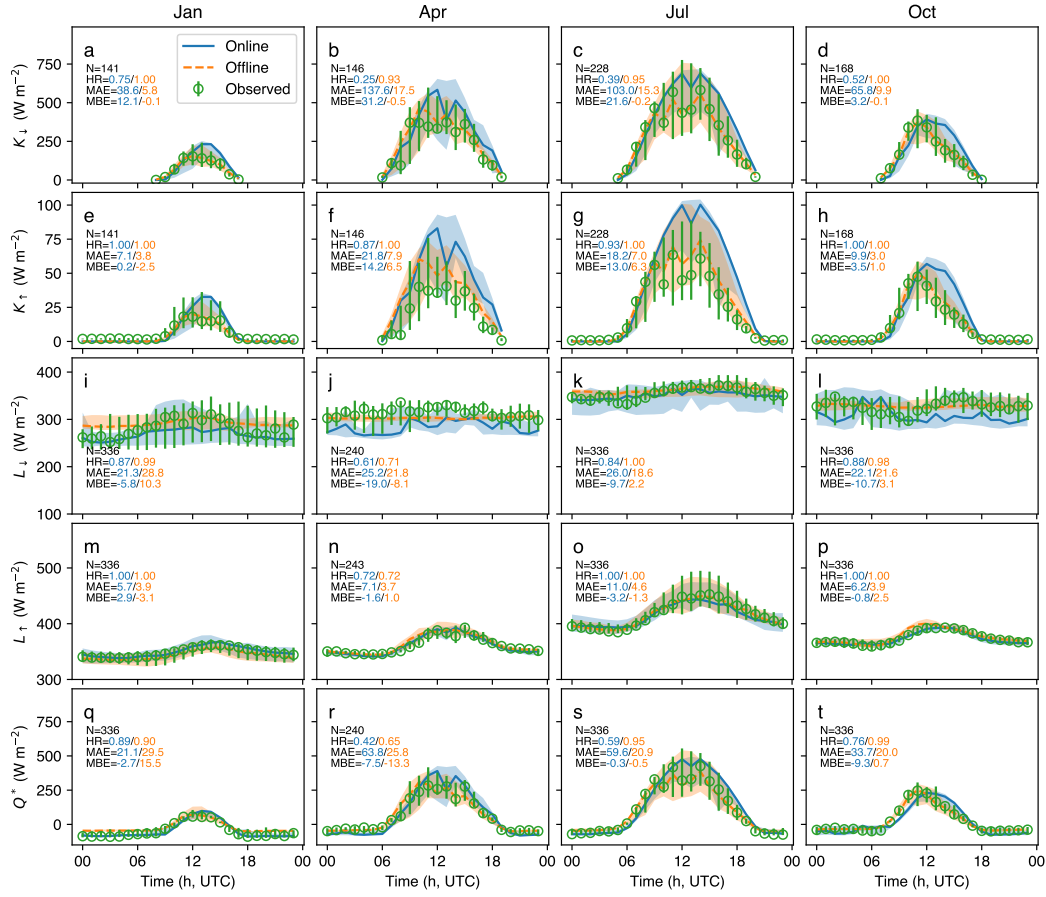 Jan Apr Jul Oct
a
N=141
HR=0.75/1.00
MAE=38.6/5.8
MBE=12.1/-0.1
Online
Offline
Observed
b
N=146
HR=0.25/0.93
MAE=137.6/17.5
MBE=31.2/-0.5
c
N=228
HR=0.39/0.95
MAE=103.0/15.3
MBE=21.6/-0.2
d
N=168
HR=0.52/1.00
MAE=65.8/9.9
MBE=3.2/-0.1
K↓ (W m−2)
750
500
250
0
e
N=141
HR=1.00/1.00
MAE=7.1/3.8
MBE=0.2/-2.5
f
N=146
HR=0.87/1.00
MAE=21.8/7.9
MBE=14.2/6.5
g
N=228
HR=0.93/1.00
MAE=18.2/7.0
MBE=13.0/6.3
h
N=168
HR=1.00/1.00
MAE=9.9/3.0
MBE=3.5/1.0
K↑ (W m−2)
100
75
50
25
0
i
N=336
HR=0.87/0.99
MAE=21.3/28.8
MBE=-5.8/10.3
j
N=240
HR=0.61/0.71
MAE=25.2/21.8
MBE=-19.0/-8.1
k
N=336
HR=0.84/1.00
MAE=26.0/18.6
MBE=-9.7/2.2
l
N=336
HR=0.88/0.98
MAE=22.1/21.6
MBE=-10.7/3.1
L↓ (W m−2)
400
300
200
100
m
N=336
HR=1.00/1.00
MAE=5.7/3.9
MBE=2.9/-3.1
n
N=243
HR=0.72/0.72
MAE=7.1/3.7
MBE=-1.6/1.0
o
N=336
HR=1.00/1.00
MAE=11.0/4.6
MBE=-3.2/-1.3
p
N=336
HR=1.00/1.00
MAE=6.2/3.9
MBE=-0.8/2.5
L↑ (W m−2)
500
400
300
q
N=336
HR=0.89/0.90
MAE=21.1/29.5
MBE=-2.7/15.5
r
N=240
HR=0.42/0.65
MAE=63.8/25.8
MBE=-7.5/-13.3
s
N=336
HR=0.59/0.95
MAE=59.6/20.9
MBE=-0.3/-0.5
t
N=336
HR=0.76/0.99
MAE=33.7/20.0
MBE=-9.3/0.7
Q* (W m−2)
750
500
250
0
00 06 12 18 00 06 12 18 00 06 12 18 00 06 12 18 00
Time (h, UTC) Time (h, UTC) Time (h, UTC) Time (h, UTC)